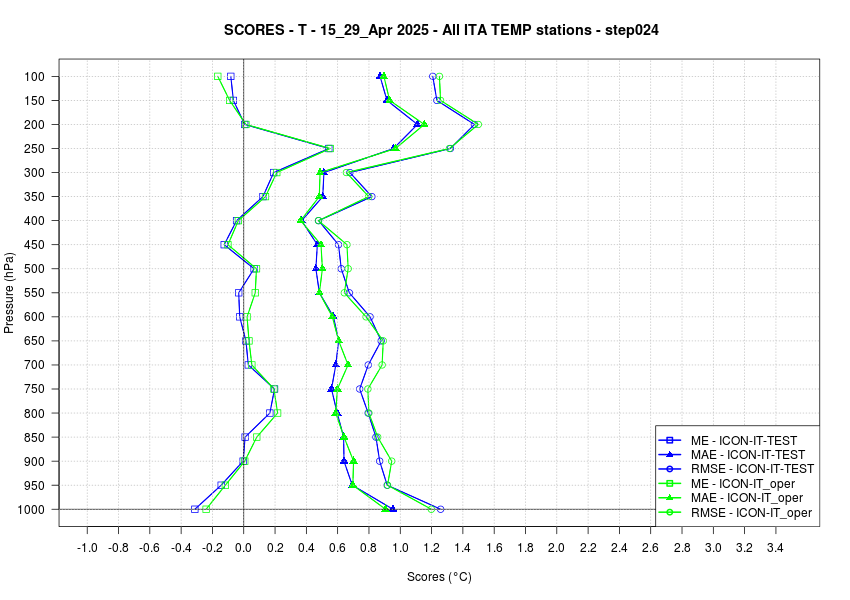 SCORES - T - 15_29_Apr 2025 - All ITA TEMP stations - step024
Pressure (hPa)
100
150
200
250
300
350
400
450
500
550
600
650
700
750
800
850
900
950
1000
ME - ICON-IT-TEST
MAE - ICON-IT-TEST
RMSE - ICON-IT-TEST
ME - ICON-IT_oper
MAE - ICON-IT_oper
RMSE - ICON-IT_oper
-1.0 -0.8 -0.6 -0.4 -0.2 0.0 0.2 0.4 0.6 0.8 1.0 1.2 1.4 1.6 1.8 2.0 2.2 2.4 2.6 2.8 3.0 3.2 3.4
Scores (°C)